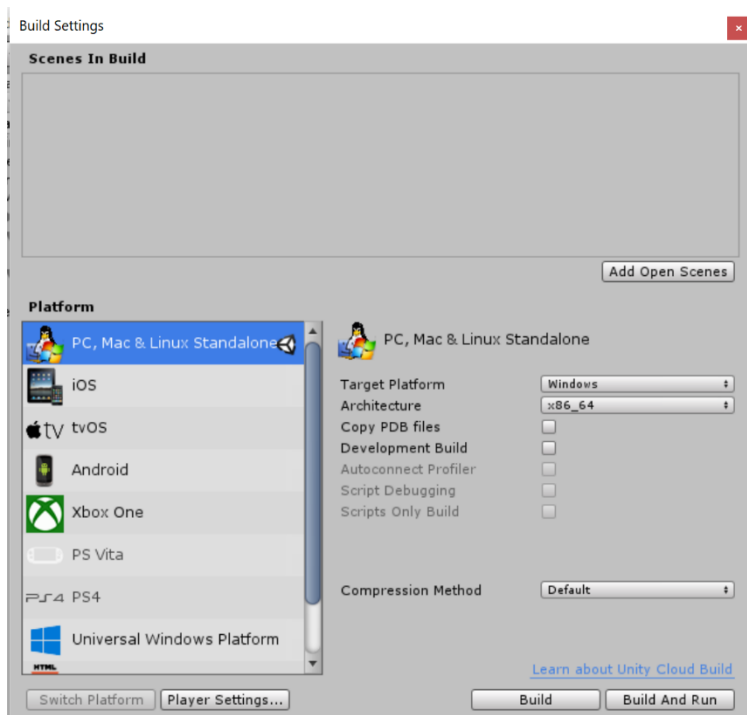 Build Settings
Scenes In Build
Add Open Scenes
Platform
PC, Mac & Linux Standalone
iOS
tv tvOS
Android
Xbox One
PS Vita
PS4 PS4
Universal Windows Platform
HTML
PC, Mac & Linux Standalone
Target Platform Windows
Architecture x86_64
Copy PDB files
Development Build
Autoconnect Profiler
Script Debugging
Scripts Only Build
Compression Method Default
Learn about Unity Cloud Build
Switch Platform Player Settings... Build Build And Run